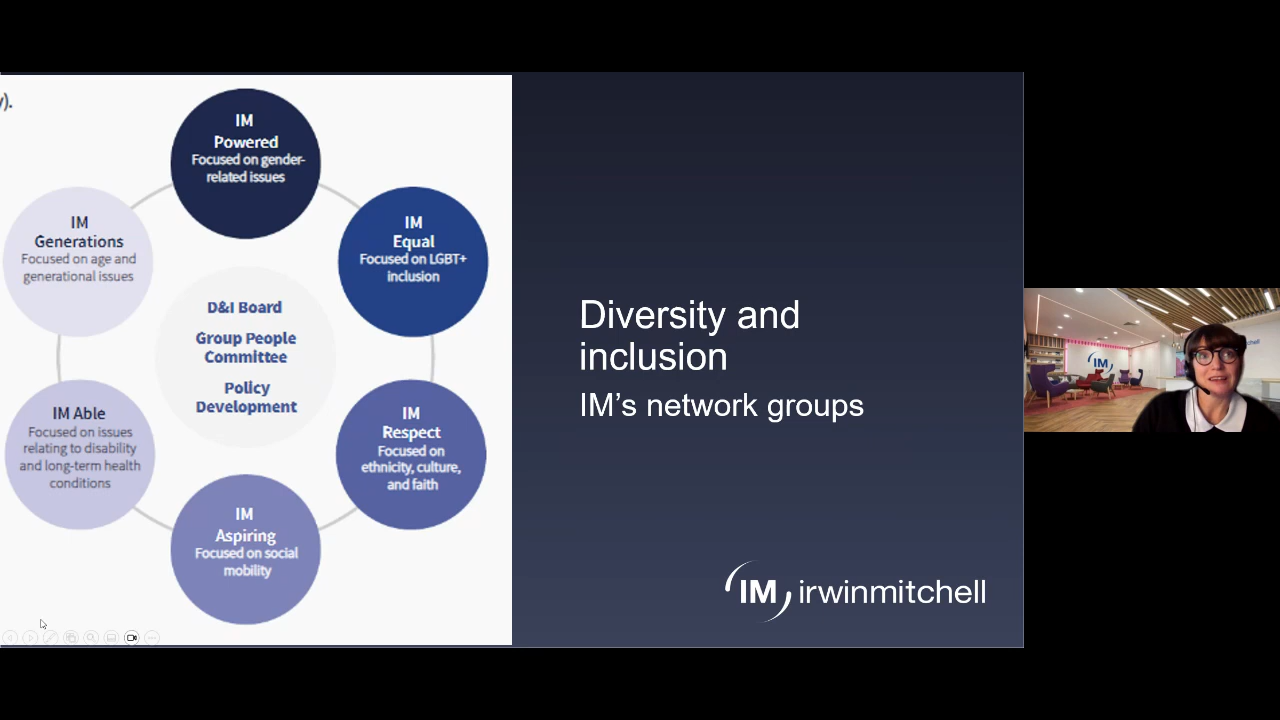 y).
IM
Powered
Focused on gender-
related issues
IM
Generations
Focused on age and
generational issues
IM
Equal
Focused on LGBT+
inclusion
D&I Board
Group People
Committee
Policy
Development
IM Able
Focused on issues
relating to disability
and long-term health
conditions
IM
Respect
Focused on
ethnicity, culture,
and faith
IM
Aspiring
Focused on social
mobility
Diversity and
inclusion
IM's network groups
IM irwinmitchell
IM